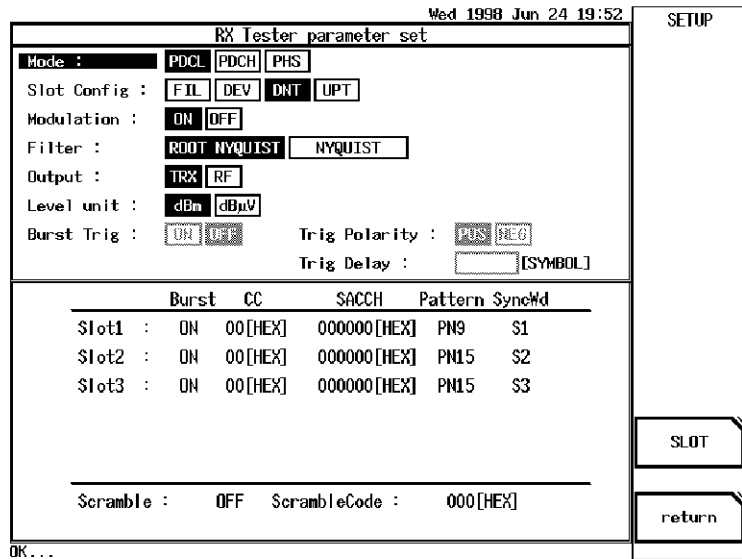 Wed 1998 Jun 24 19:52
SETUP
RX Tester parameter set
Mode : PDCL PDCH PHS
Slot Config : FIL DEV DNT UPT
Modulation : ON OFF
Filter : ROOT NYQUIST NYQUIST
Output : TRX RF
Level unit : dBm dBμV
Burst Trig : ON OFF Trig Polarity : POS NEG
Trig Delay : [SYMBOL]
Burst CC SACCH Pattern SyncWd
Slot1 : ON 00[HEX] 000000[HEX] PN9 S1
Slot2 : ON 00[HEX] 000000[HEX] PN15 S2
Slot3 : ON 00[HEX] 000000[HEX] PN15 S3
SLOT
Scramble : OFF ScrambleCode : 000[HEX]
return
OK...